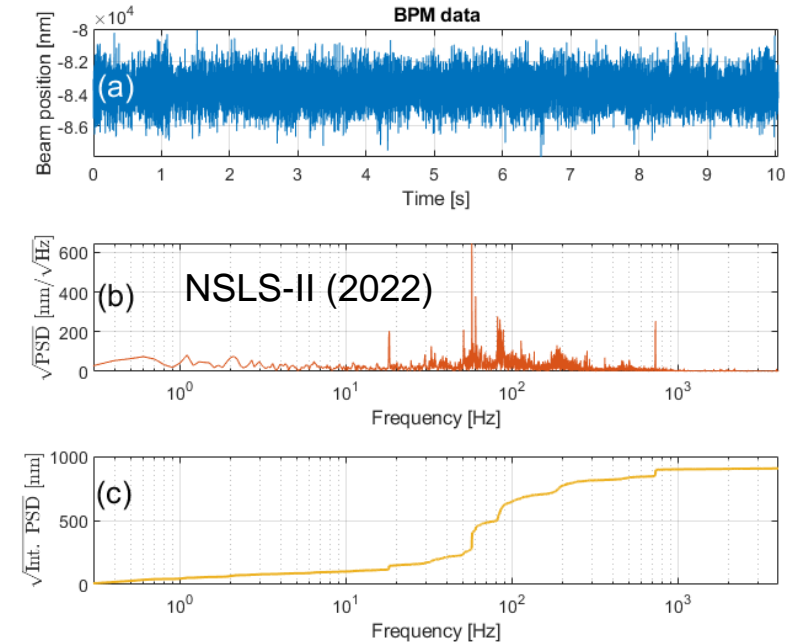 BPM data
×10⁴
-8
-8.2
-8.4
-8.6
Beam position [nm]
(a)
0 1 2 3 4 5 6 7 8 9 10
Time [s]
600
400
200
0
√PSD [nm/√Hz]
(b)
NSLS-II (2022)
10⁰ 10¹ 10² 10³
Frequency [Hz]
1000
500
0
√Int. PSD [nm]
(c)
10⁰ 10¹ 10² 10³
Frequency [Hz]